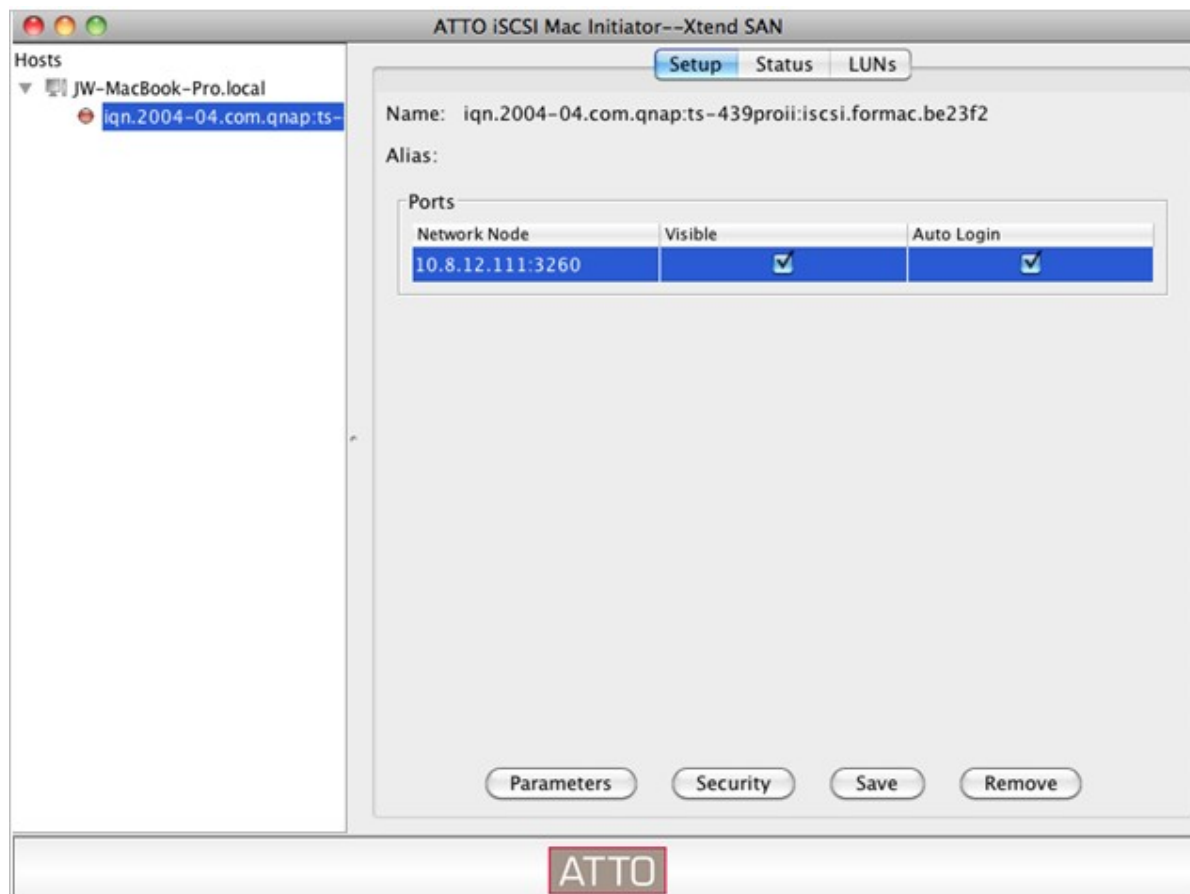 ATTO iSCSI Mac Initiator--Xtend SAN
Hosts
JW-MacBook-Pro.local
iqn.2004-04.com.qnap:ts-
Setup Status LUNs
Name: iqn.2004-04.com.qnap:ts-439proii:iscsi.formac.be23f2
Alias:
Ports
Network Node Visible Auto Login
10.8.12.111:3260
Parameters Security Save Remove
ATTO